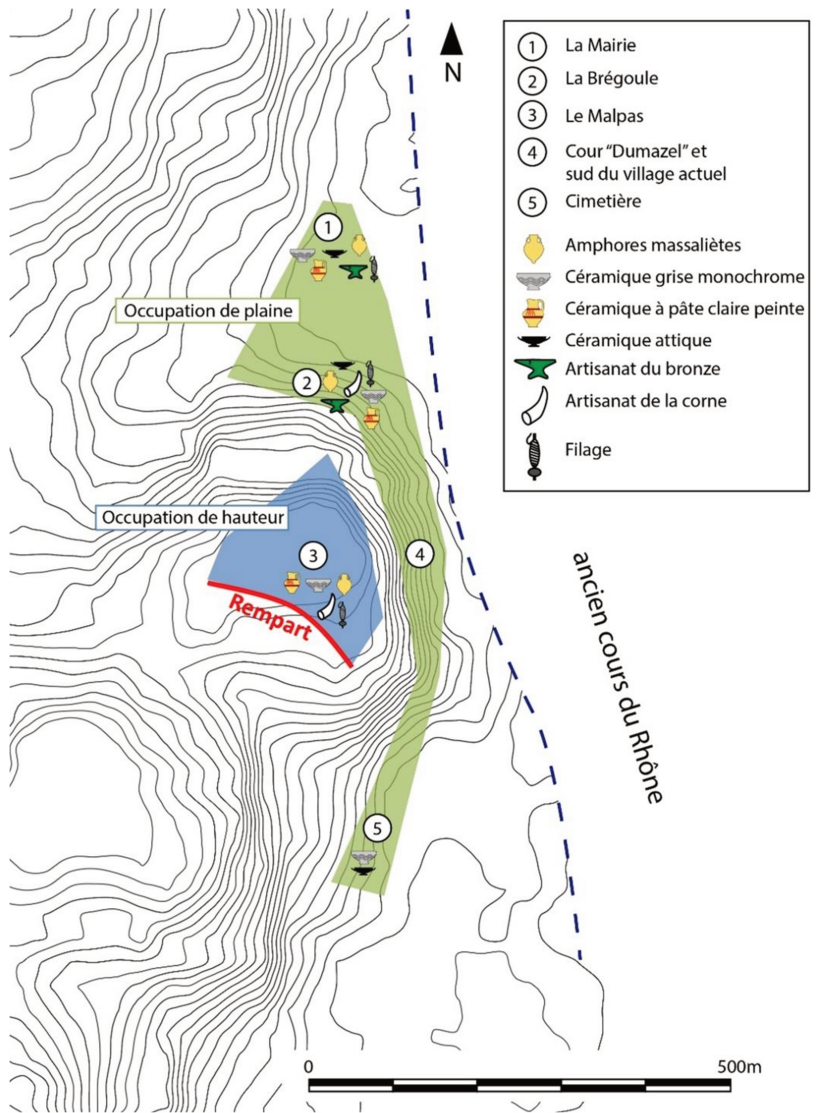 N
1 La Mairie
2 La Brégoule
3 Le Malpas
4 Cour "Dumazel" et
sud du village actuel
5 Cimetière
Amphores massaliètes
Céramique grise monochrome
Céramique à pâte claire peinte
Céramique attique
Artisanat du bronze
Artisanat de la corne
Filage
1
Occupation de plaine
2
Occupation de hauteur
3
4
Rempart
ancien cours du Rhône
5
0 500m